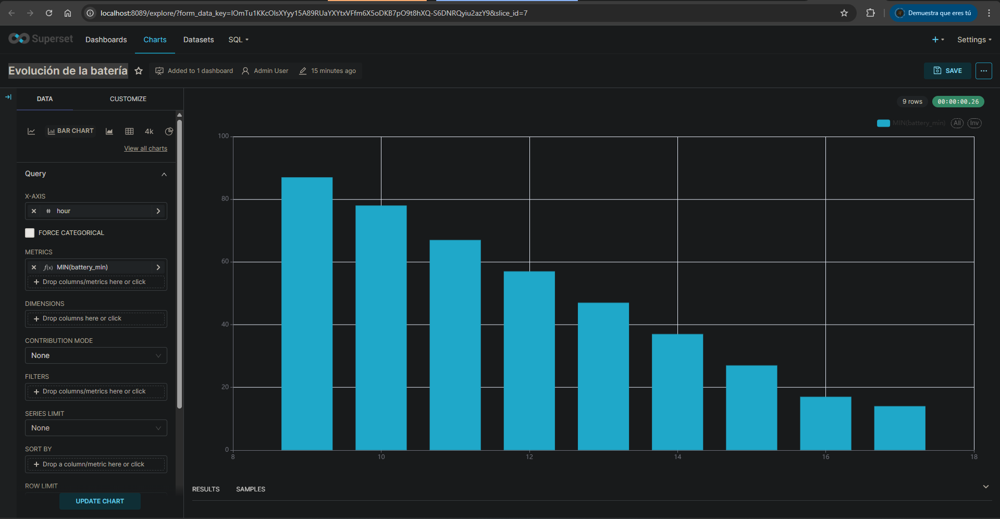 localhost:8089/explore/?form_data_key=IOmTu1KKcOIsXYyy15A89RUaYXYtxVFfm6X5oDKB7pO9t8hXQ-S6DNRQyiu2azY9&slice_id=7
Demuestra que eres tú
Superset
Dashboards
Charts
Datasets
SQL
Settings
Evolución de la batería
Added to 1 dashboard
Admin User
15 minutes ago
SAVE
DATA
CUSTOMIZE
9 rows
00:00:00.26
BAR CHART
4k
View all charts
MIN(battery_min)
All
Inv
Query
X-AXIS
# hour
FORCE CATEGORICAL
METRICS
f(x) MIN(battery_min)
+ Drop columns/metrics here or click
DIMENSIONS
+ Drop columns here or click
CONTRIBUTION MODE
None
FILTERS
+ Drop columns/metrics here or click
SERIES LIMIT
None
SORT BY
+ Drop a column/metric here or click
ROW LIMIT
UPDATE CHART
100
80
60
40
20
0
8
10
12
14
16
18
RESULTS
SAMPLES